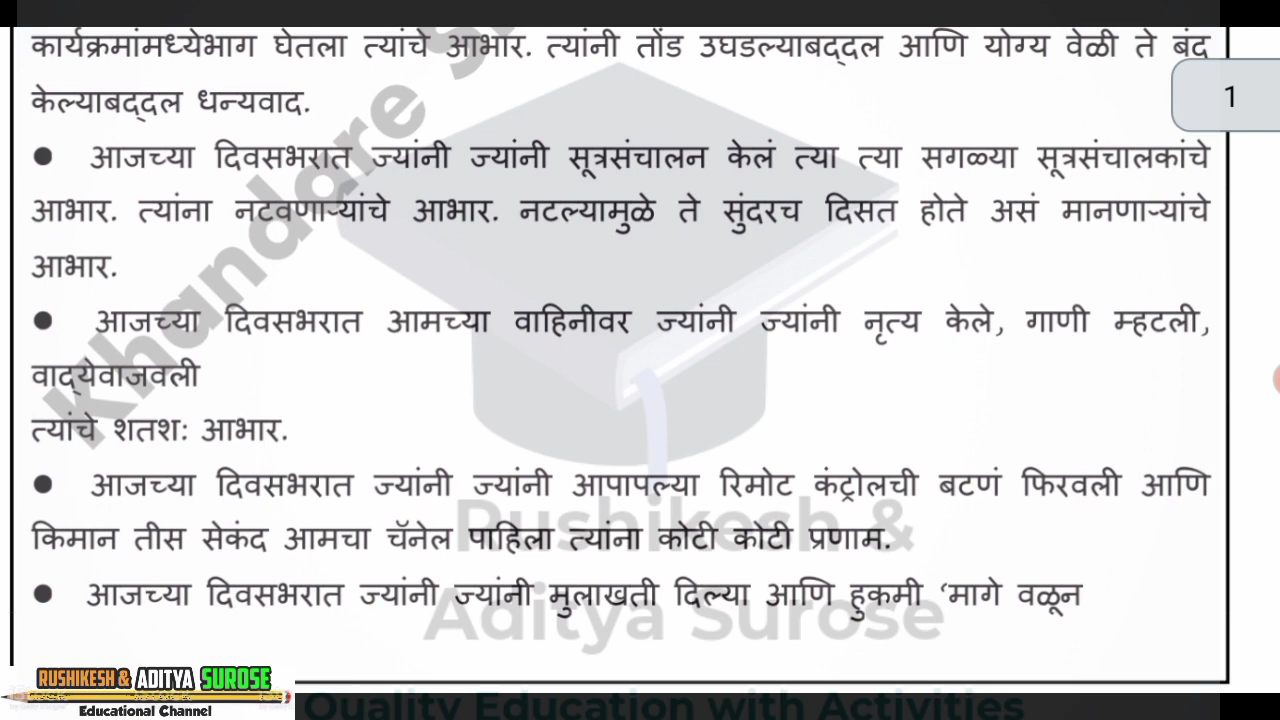 कार्यक्रमांमध्येभाग घेतला त्यांचे आभार. त्यांनी तोंड उघडल्याबद्‌दल आणि योग्य वेळी ते बंद
केल्याबद्‌दल धन्यवाद.
1
● आजच्या दिवसभरात ज्यांनी ज्यांनी सूत्रसंचालन केलं त्या त्या सगळ्या सूत्रसंचालकांचे
आभार. त्यांना नटवणाऱ्यांचे आभार. नटल्यामुळे ते सुंदरच दिसत होते असं मानणाऱ्यांचे
आभार.
● आजच्या दिवसभरात आमच्या वाहिनीवर ज्यांनी ज्यांनी नृत्य केले, गाणी म्हटली,
वाद्‌येवाजवली
त्यांचे शतशः आभार.
● आजच्या दिवसभरात ज्यांनी ज्यांनी आपापल्या रिमोट कंट्रोलची बटणं फिरवली आणि
किमान तीस सेकंद आमचा चॅनेल पाहिला त्यांना कोटी कोटी प्रणाम.
● आजच्या दिवसभरात ज्यांनी ज्यांनी मुलाखती दिल्या आणि हुकमी ‘मागे वळून
Khandare
Rushikesh &
Aditya Surose
RUSHIKESH & ADITYA SUROSE
Educational Channel
Quality Education with Activities